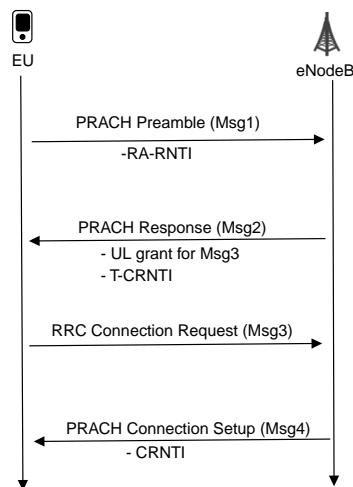 EU
eNodeB
PRACH Preamble (Msg1)
-RA-RNTI
PRACH Response (Msg2)
- UL grant for Msg3
- T-CRNTI
RRC Connection Request (Msg3)
PRACH Connection Setup (Msg4)
- CRNTI